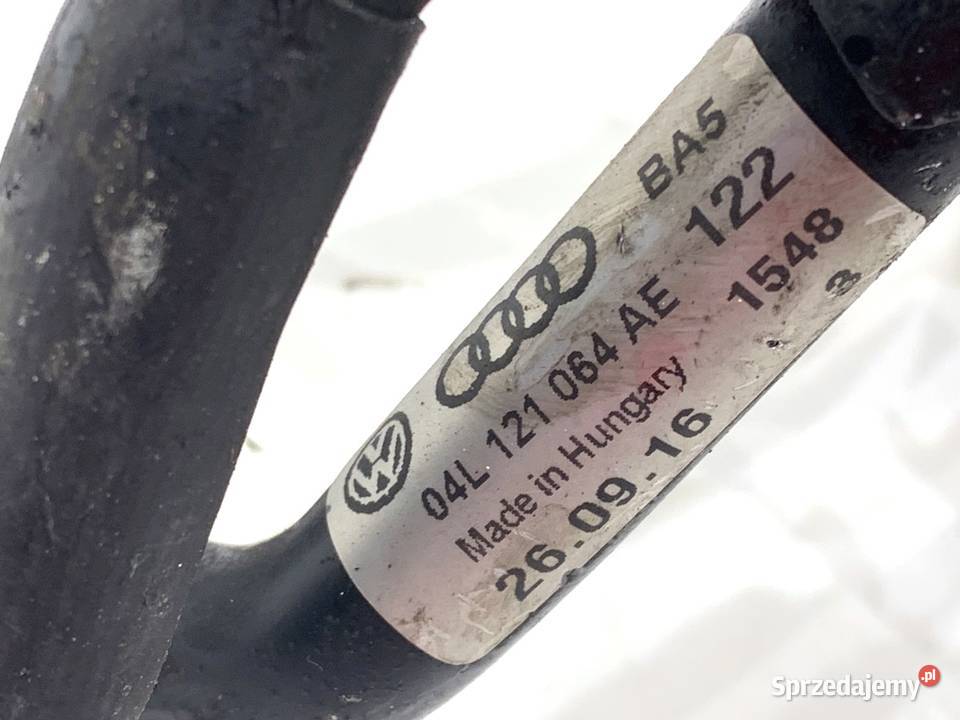 BA5
122
04L 121 064 AE
1548
Made in Hungary
3
26.09.16
Sprzedajemy.pl